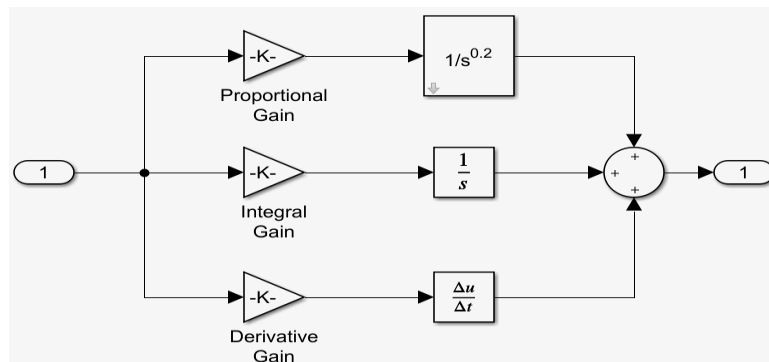 -K-
1/s^0.2
Proportional
Gain
+
1
-K-
1
s
+
+
1
Integral
Gain
-K-
Δu
Δt
Derivative
Gain